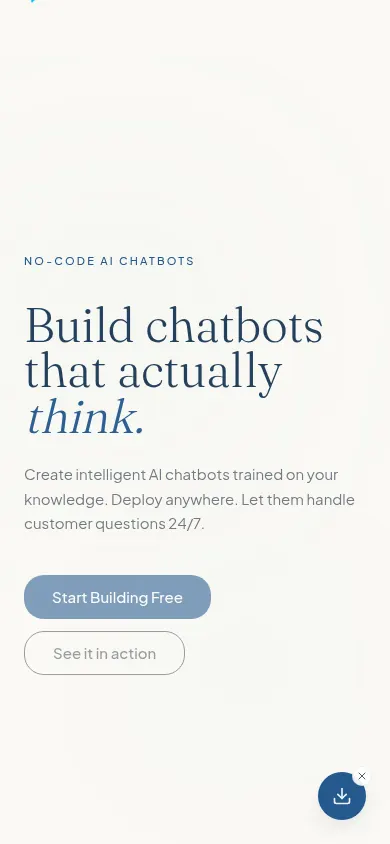 NO-CODE AI CHATBOTS
Build chatbots
that actually
think.
Create intelligent AI chatbots trained on your
knowledge. Deploy anywhere. Let them handle
customer questions 24/7.
Start Building Free
See it in action